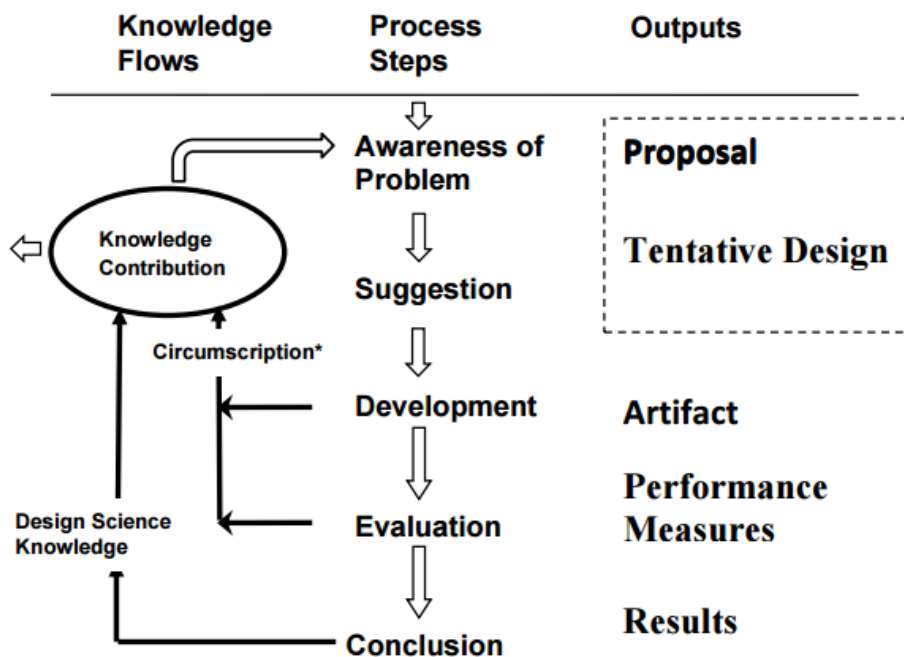 Knowledge
Flows
Process
Steps
Outputs
Awareness of
Problem
Proposal
Knowledge
Contribution
Tentative Design
Suggestion
Circumscription*
Development
Artifact
Performance
Measures
Design Science
Knowledge
Evaluation
Results
Conclusion